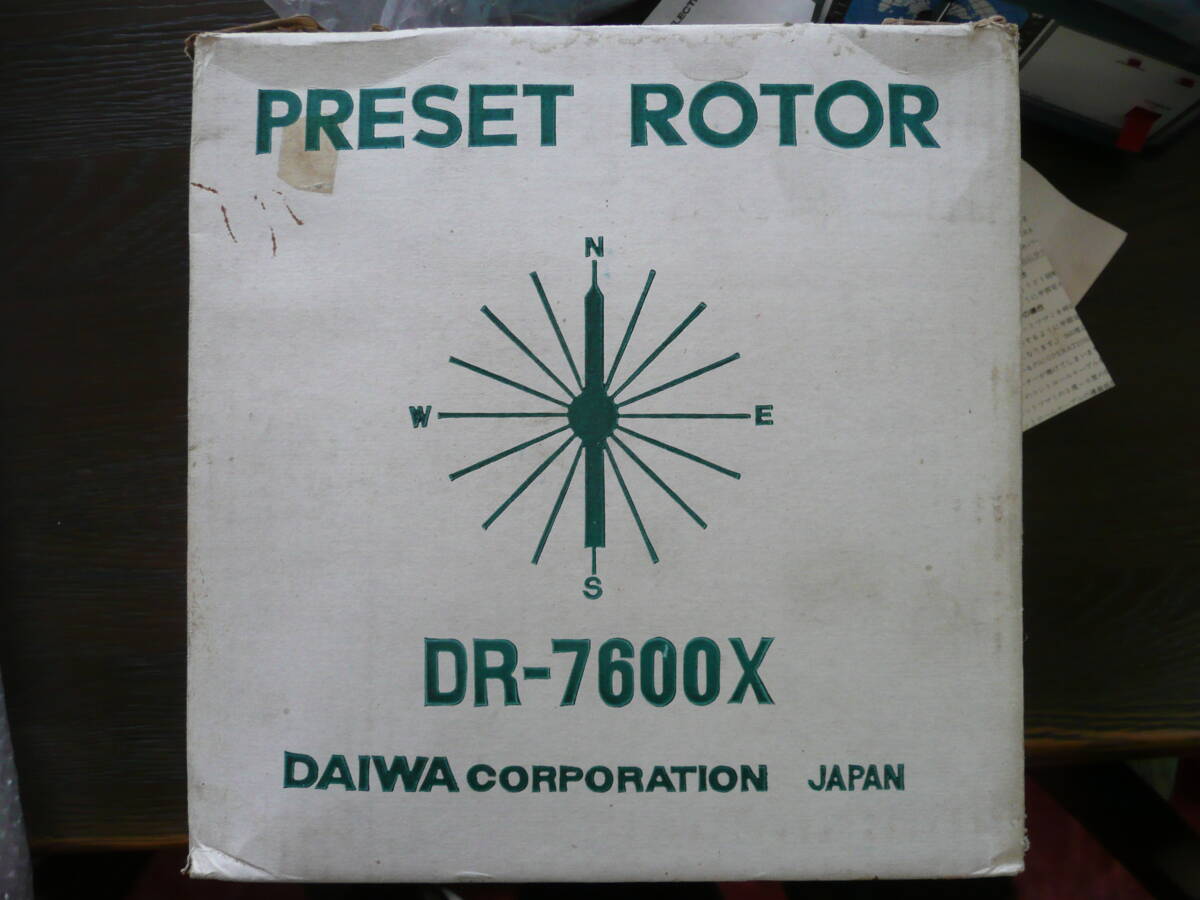 PRESET ROTOR
N
W E
S
DR-7600X
DAIWA CORPORATION JAPAN